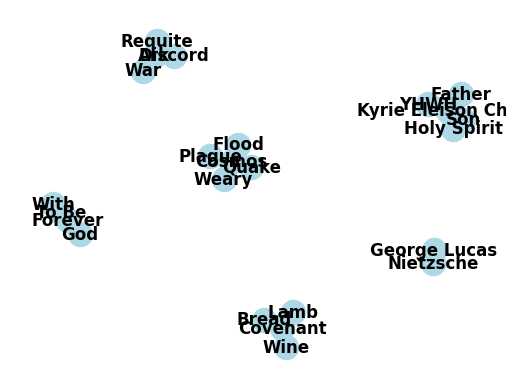 Requite
Discord
War
Father
YHWH
Kyrie Eleison Ch
Son
Holy Spirit
Flood
Plague
Cosmos
Quake
Weary
With
To Be
Forever
God
George Lucas
Nietzsche
Lamb
Bread
Covenant
Wine